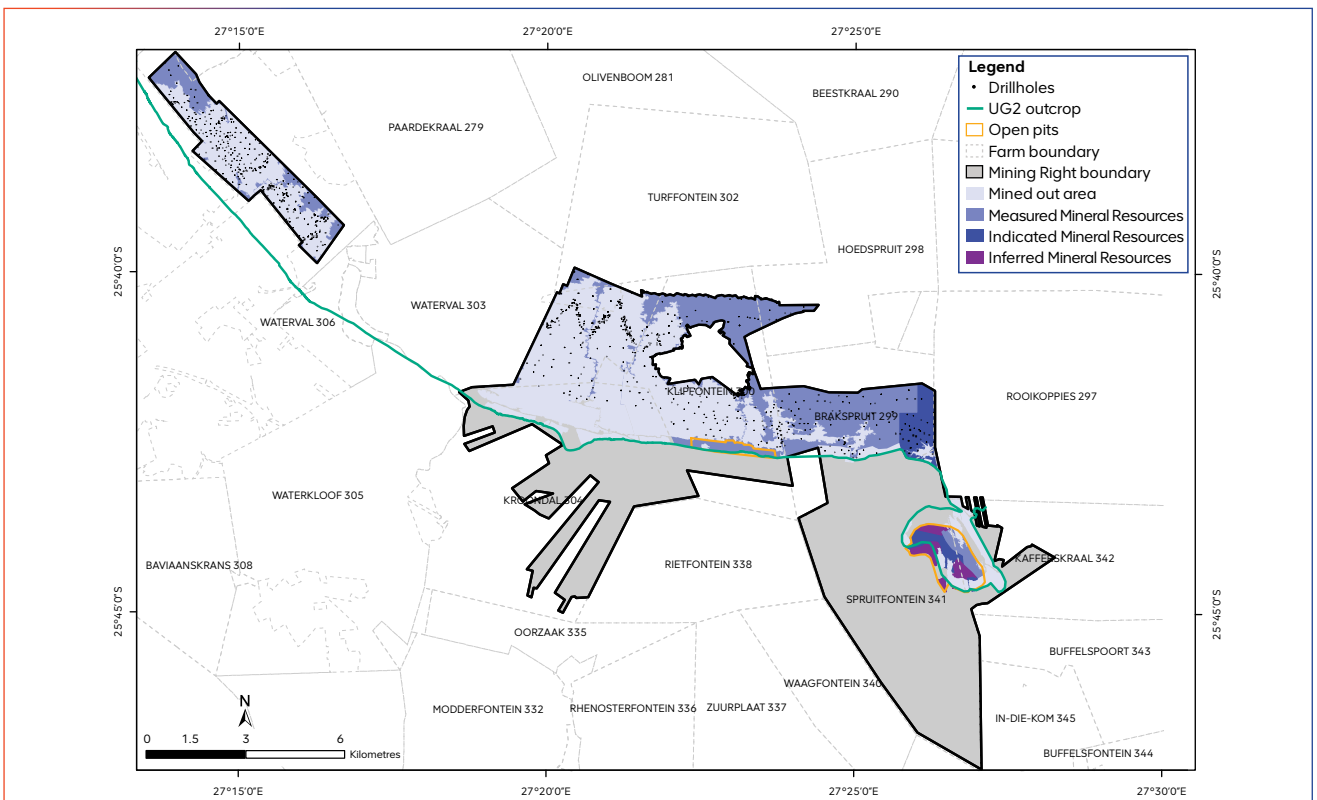 27°15'0"E
27°20'0"E
27°25'0"E
Legend
Drillholes
UG2 outcrop
Open pits
Farm boundary
Mining Right boundary
Mined out area
Measured Mineral Resources
Indicated Mineral Resources
Inferred Mineral Resources
OLIVENBOOM 281
BEESTKRAAL 290
PAARDEKRAAL 279
TURFFONTEIN 302
HOEDSPRUIT 298
25°40'0"S
25°40'0"S
WATERVAL 303
WATERVAL 306
KLIPFONTEIN 300
ROOIKOPPIES 297
BRAKSPRUIT 299
WATERKLOOF 305
KROONDAL 304
BAVIAANSKRANS 308
RIETFONTEIN 338
KAFFERSKRAAL 342
SPRUITFONTEIN 341
25°45'0"S
25°45'0"S
OORZAAK 335
BUFFELSPOORT 343
WAAGFONTEIN 340
MODDERFONTEIN 332
RHENOSTERFONTEIN 336
ZUURPLAAT 337
IN-DIE-KOM 345
BUFFELSFONTEIN 344
N
0 1.5 3 6
Kilometres
27°15'0"E
27°20'0"E
27°25'0"E
27°30'0"E